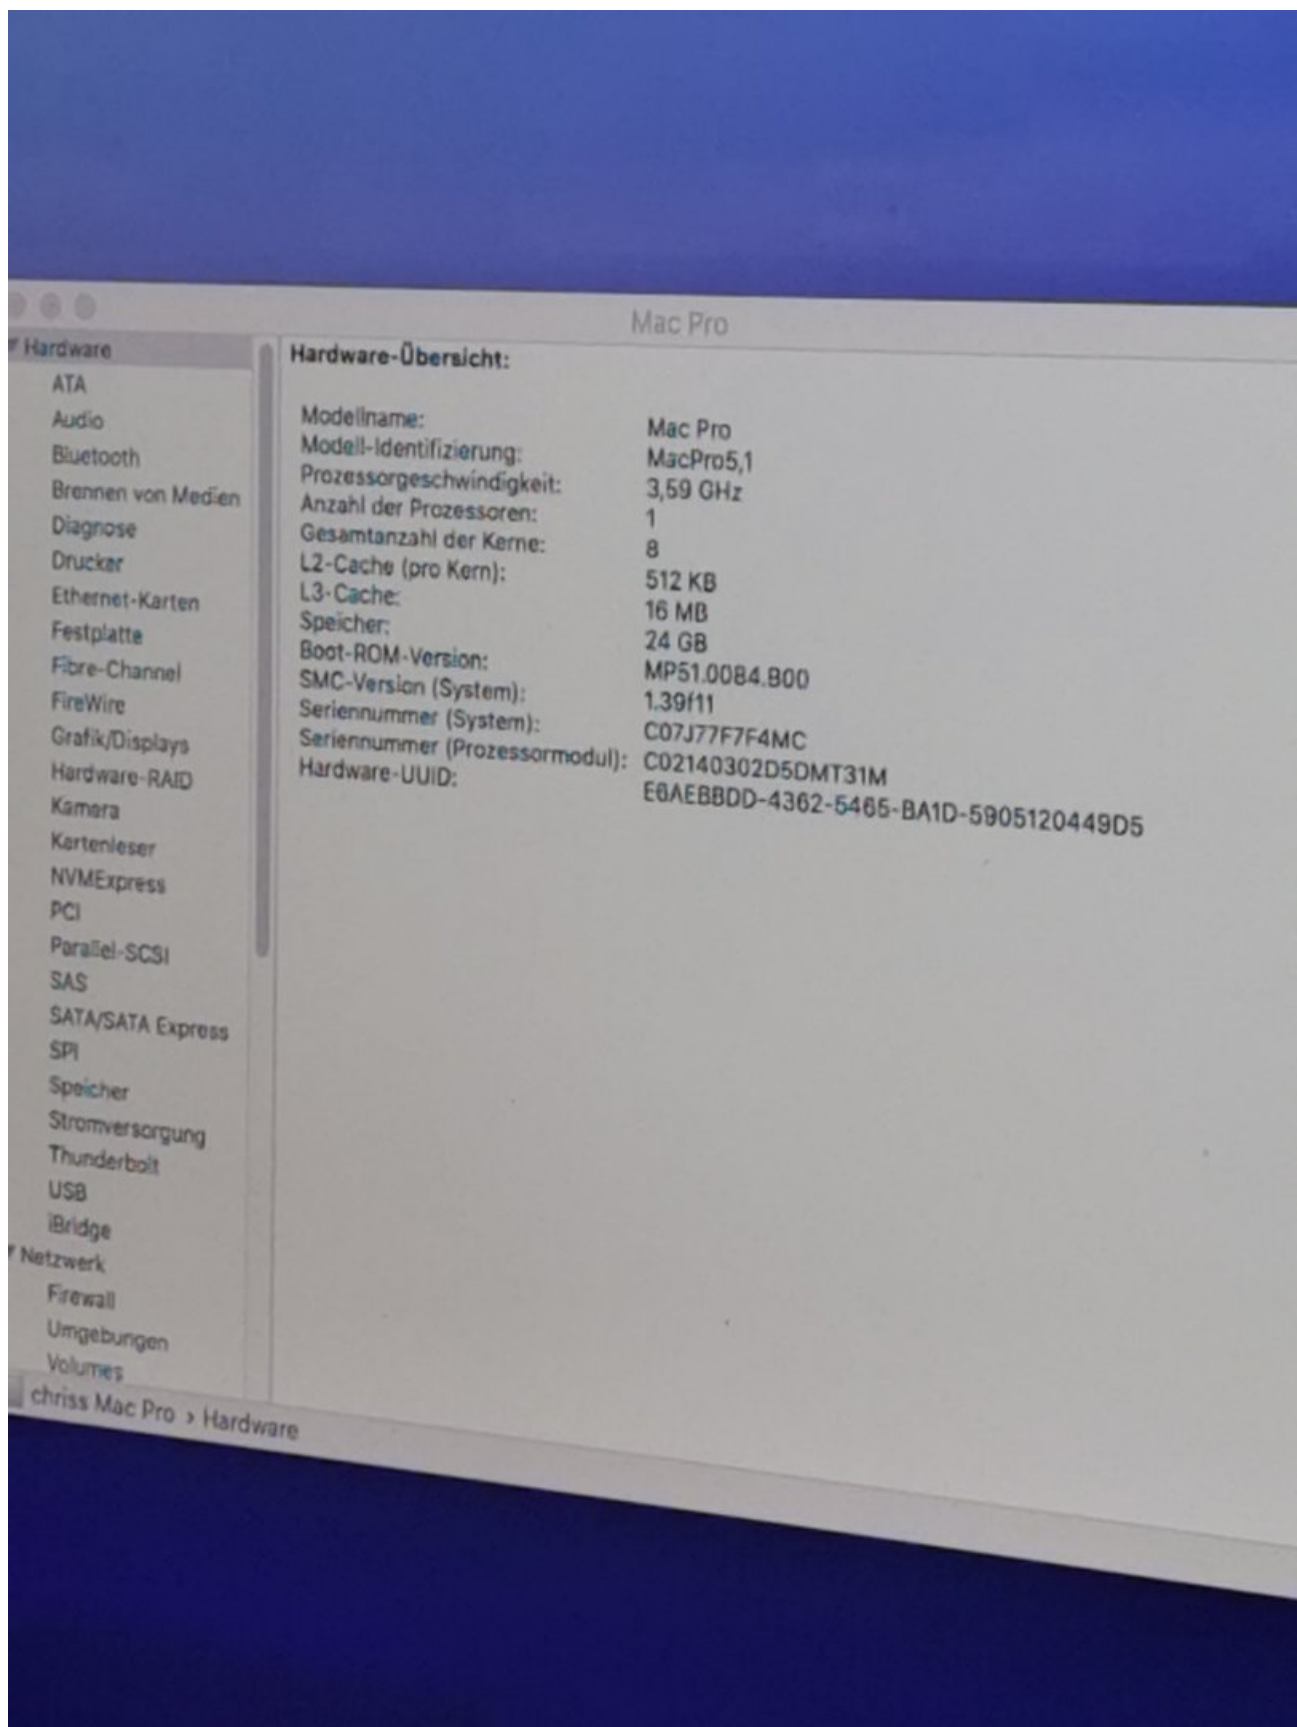 Mac Pro
Hardware
ATA
Audio
Bluetooth
Brennen von Medien
Diagnose
Drucker
Ethernet-Karten
Festplatte
Fibre-Channel
FireWire
Grafik/Displays
Hardware-RAID
Kamera
Kartenleser
NVMExpress
PCI
Parallel-SCSI
SAS
SATA/SATA Express
SPI
Speicher
Stromversorgung
Thunderbolt
USB
iBridge
Netzwerk
Firewall
Umgebungen
Volumes
Hardware-Übersicht:
Modellname: Mac Pro
Modell-Identifizierung: MacPro5,1
Prozessorgeschwindigkeit: 3,59 GHz
Anzahl der Prozessoren: 1
Gesamtanzahl der Kerne: 8
L2-Cache (pro Kern): 512 KB
L3-Cache: 16 MB
Speicher: 24 GB
Boot-ROM-Version: MP51.0084.B00
SMC-Version (System): 1.39f11
Seriennummer (System): C07J77F7F4MC
Seriennummer (Prozessormodul): C02140302D5DMT31M
Hardware-UUID:
chriss Mac Pro › Hardware